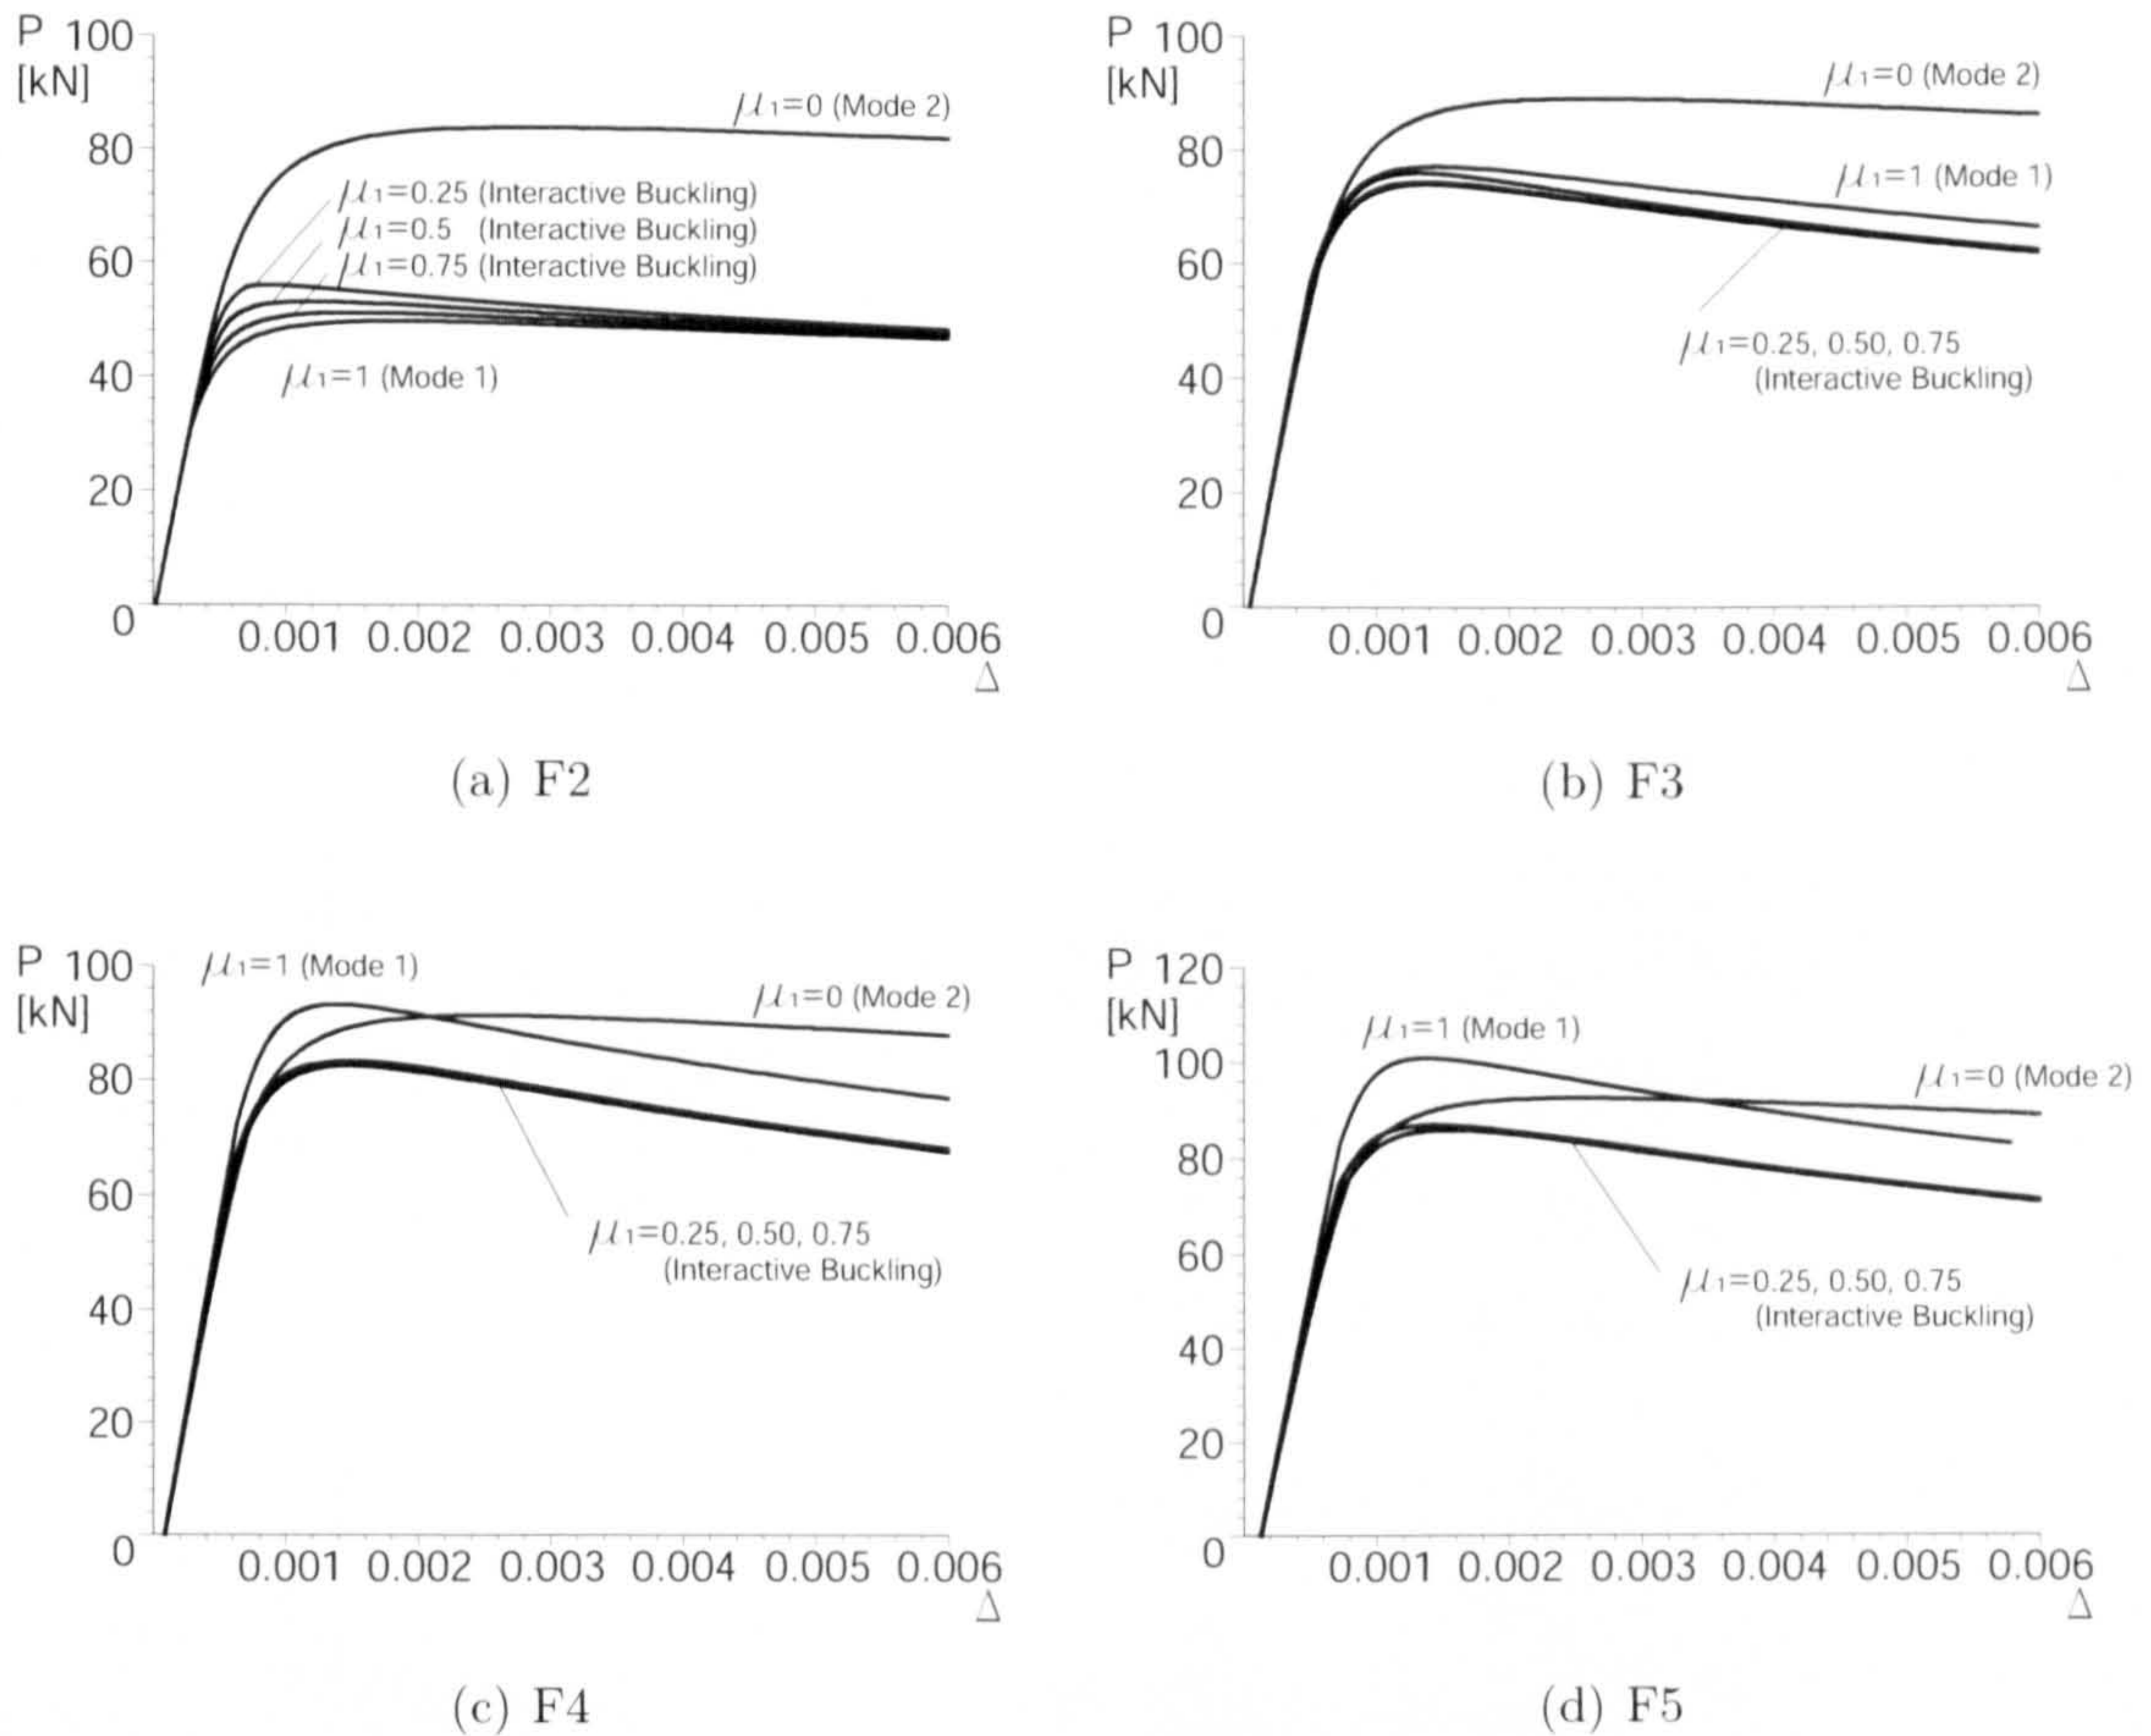 P 100
[kN]
80
60
40
20
0
0.001 0.002 0.003 0.004 0.005 0.006
Δ
μ1=0 (Mode 2)
μ1=0.25 (Interactive Buckling)
μ1=0.5 (Interactive Buckling)
μ1=0.75 (Interactive Buckling)
μ1=1 (Mode 1)
(a) F2
P 100
[kN]
80
60
40
20
0
0.001 0.002 0.003 0.004 0.005 0.006
Δ
μ1=0 (Mode 2)
μ1=1 (Mode 1)
μ1=0.25, 0.50, 0.75
(Interactive Buckling)
(b) F3
P 100
[kN]
80
60
40
20
0
0.001 0.002 0.003 0.004 0.005 0.006
Δ
μ1=1 (Mode 1)
μ1=0 (Mode 2)
μ1=0.25, 0.50, 0.75
(Interactive Buckling)
(c) F4
P 120
[kN]
100
80
60
40
20
0
0.001 0.002 0.003 0.004 0.005 0.006
Δ
μ1=1 (Mode 1)
μ1=0 (Mode 2)
μ1=0.25, 0.50, 0.75
(Interactive Buckling)
(d) F5